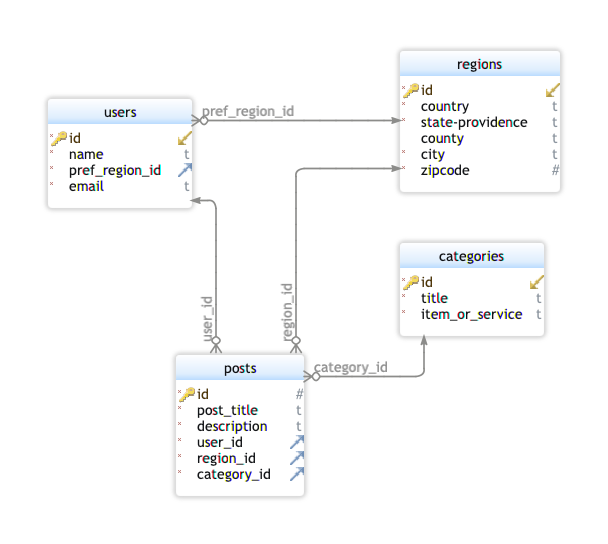 users
id
name t
pref_region_id
email t
pref_region_id
regions
id
country t
state-providence t
county t
city t
zipcode #
categories
id
title t
item_or_service t
user_id
region_id
category_id
posts
id #
post_title t
description t
user_id
region_id
category_id